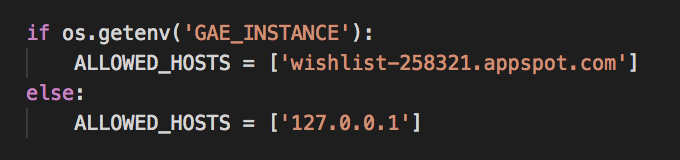 if os.getenv('GAE_INSTANCE'):
    ALLOWED_HOSTS = ['wishlist-258321.appspot.com']
else:
    ALLOWED_HOSTS = ['127.0.0.1']